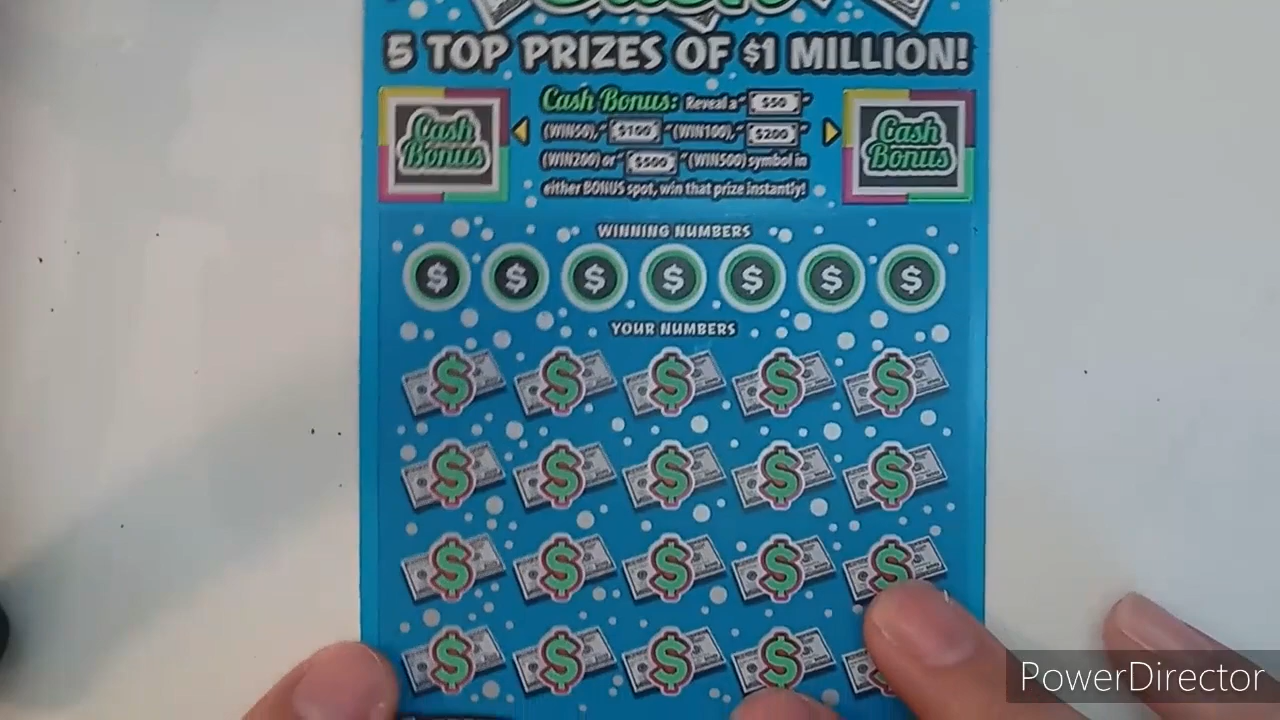 5 TOP PRIZES OF $1 MILLION!
Cash Bonus: Reveal a " $50 "
(WIN50), " $100 " (WIN100), " $200 "
(WIN200) or " $500 " (WIN500) symbol in
either BONUS spot, win that prize instantly!
Cash
Bonus
Cash
Bonus
WINNING NUMBERS
$ $ $ $ $ $ $
YOUR NUMBERS
$ $ $ $ $
$ $ $ $ $
$ $ $ $ $
$ $ $ $ $
PowerDirector